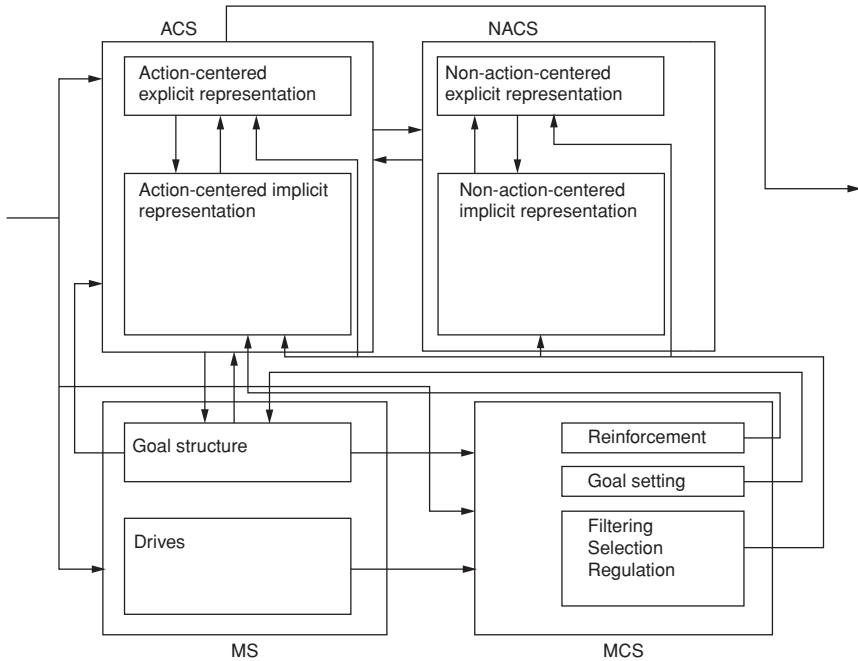 ACS
NACS
Action-centered
explicit representation
Non-action-centered
explicit representation
Action-centered implicit
representation
Non-action-centered
implicit representation
Goal structure
Reinforcement
Goal setting
Drives
Filtering
Selection
Regulation
MS
MCS